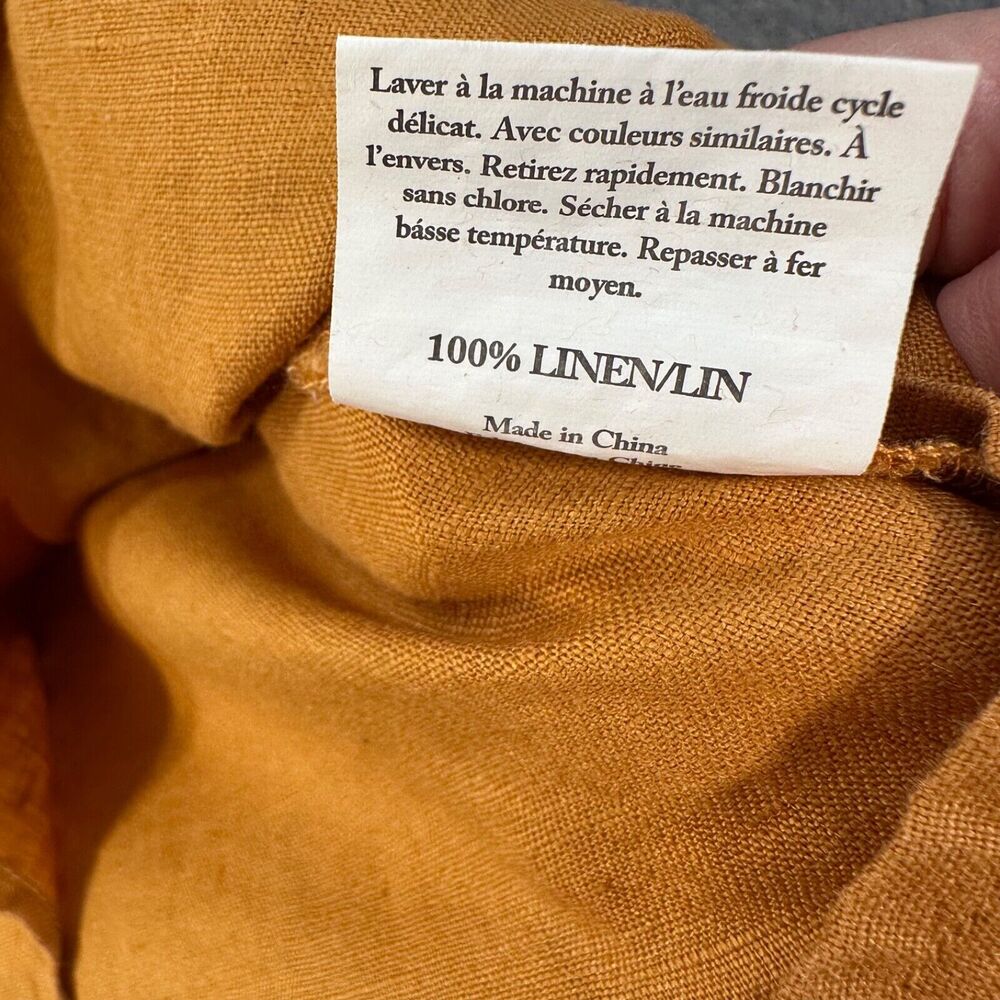 Laver à la machine à l'eau froide cycle
délicat. Avec couleurs similaires. À
l'envers. Retirez rapidement. Blanchir
sans chlore. Sécher à la machine
básse température. Repasser à fer
moyen.
100% LINEN/LIN
Made in China